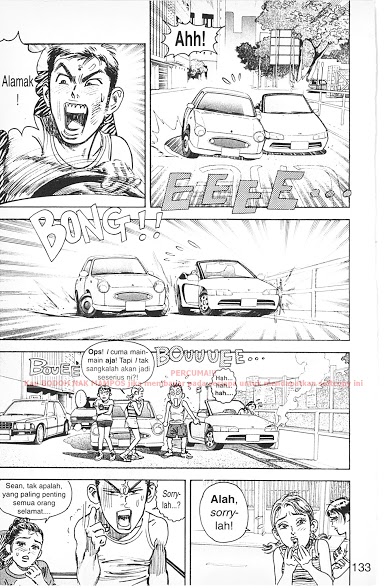 Alamak
!
Ahh!
EEEE...
BONG!!
BOUEE
Ops! I cuma main-
main aja! Tapi I tak
sangkalah akan jadi
seserius ni?!
BOUUUEE...
Hah...
hah...
hah...
PERCUMA!!!
Sean, tak apalah,
yang paling penting
semua orang
selamat...
Sorry-
lah...?
Alah,
sorry-
lah!
133